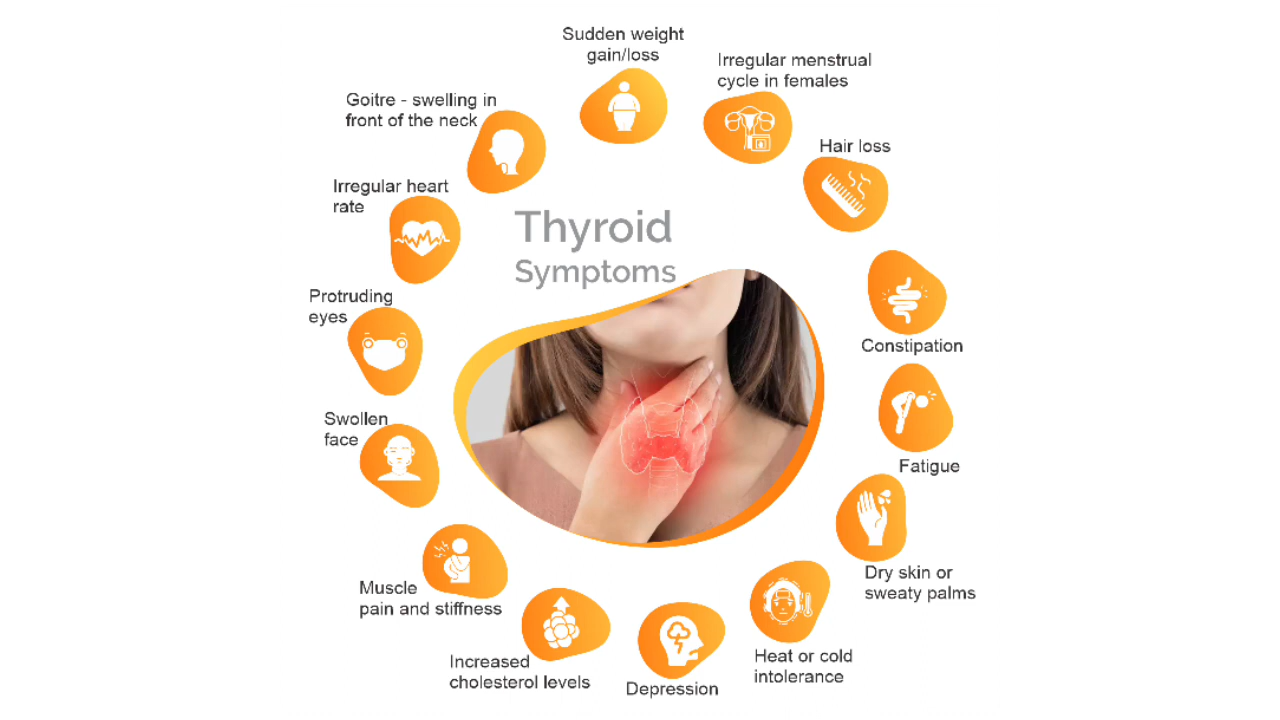 Thyroid
Symptoms
Sudden weight
gain/loss
Irregular menstrual
cycle in females
Hair loss
Constipation
Fatigue
Dry skin or
sweaty palms
Heat or cold
intolerance
Depression
Increased
cholesterol levels
Muscle
pain and stiffness
Swollen
face
Protruding
eyes
Irregular heart
rate
Goitre - swelling in
front of the neck